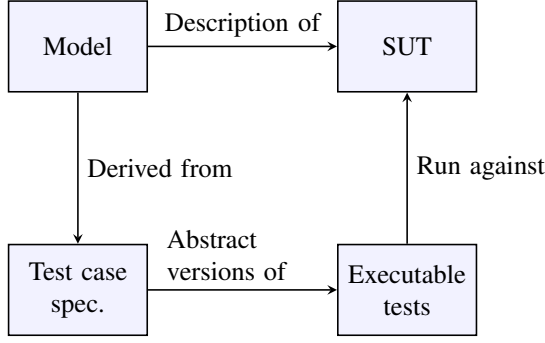 Model
Description of
SUT
Derived from
Run against
Test case
spec.
Abstract
versions of
Executable
tests